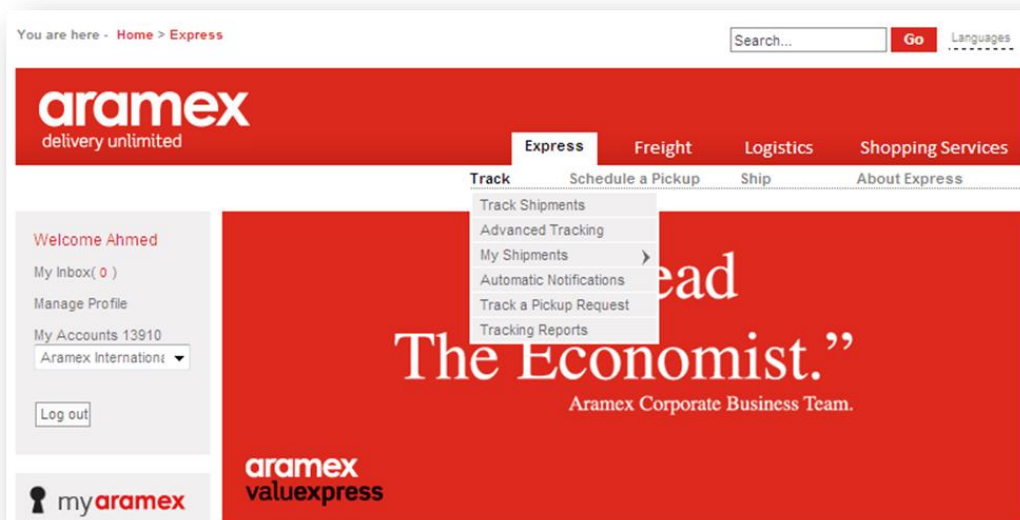 You are here - Home > Express
Search...
Go
Languages
aramex
delivery unlimited
Express Freight Logistics Shopping Services
Track Schedule a Pickup Ship About Express
Track Shipments
Advanced Tracking
My Shipments
Automatic Notifications
Track a Pickup Request
Tracking Reports
Welcome Ahmed
My Inbox( 0 )
Manage Profile
My Accounts 13910
Aramex Internationa
Log out
ead
The Economist.”
Aramex Corporate Business Team.
aramex
valuexpress
myaramex